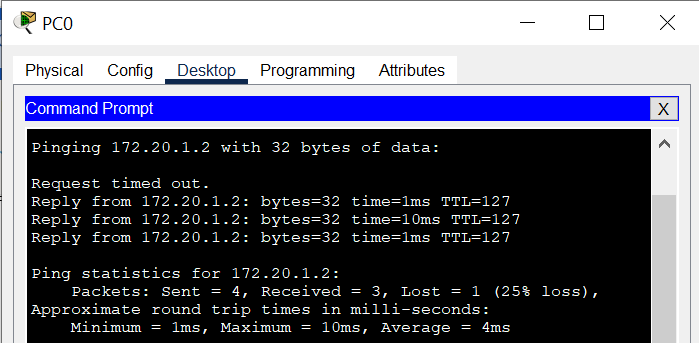 PC0
Physical Config Desktop Programming Attributes
Command Prompt X
Pinging 172.20.1.2 with 32 bytes of data:
Request timed out.
Reply from 172.20.1.2: bytes=32 time=1ms TTL=127
Reply from 172.20.1.2: bytes=32 time=10ms TTL=127
Reply from 172.20.1.2: bytes=32 time=1ms TTL=127
Ping statistics for 172.20.1.2:
Packets: Sent = 4, Received = 3, Lost = 1 (25% loss),
Approximate round trip times in milli-seconds:
Minimum = 1ms, Maximum = 10ms, Average = 4ms